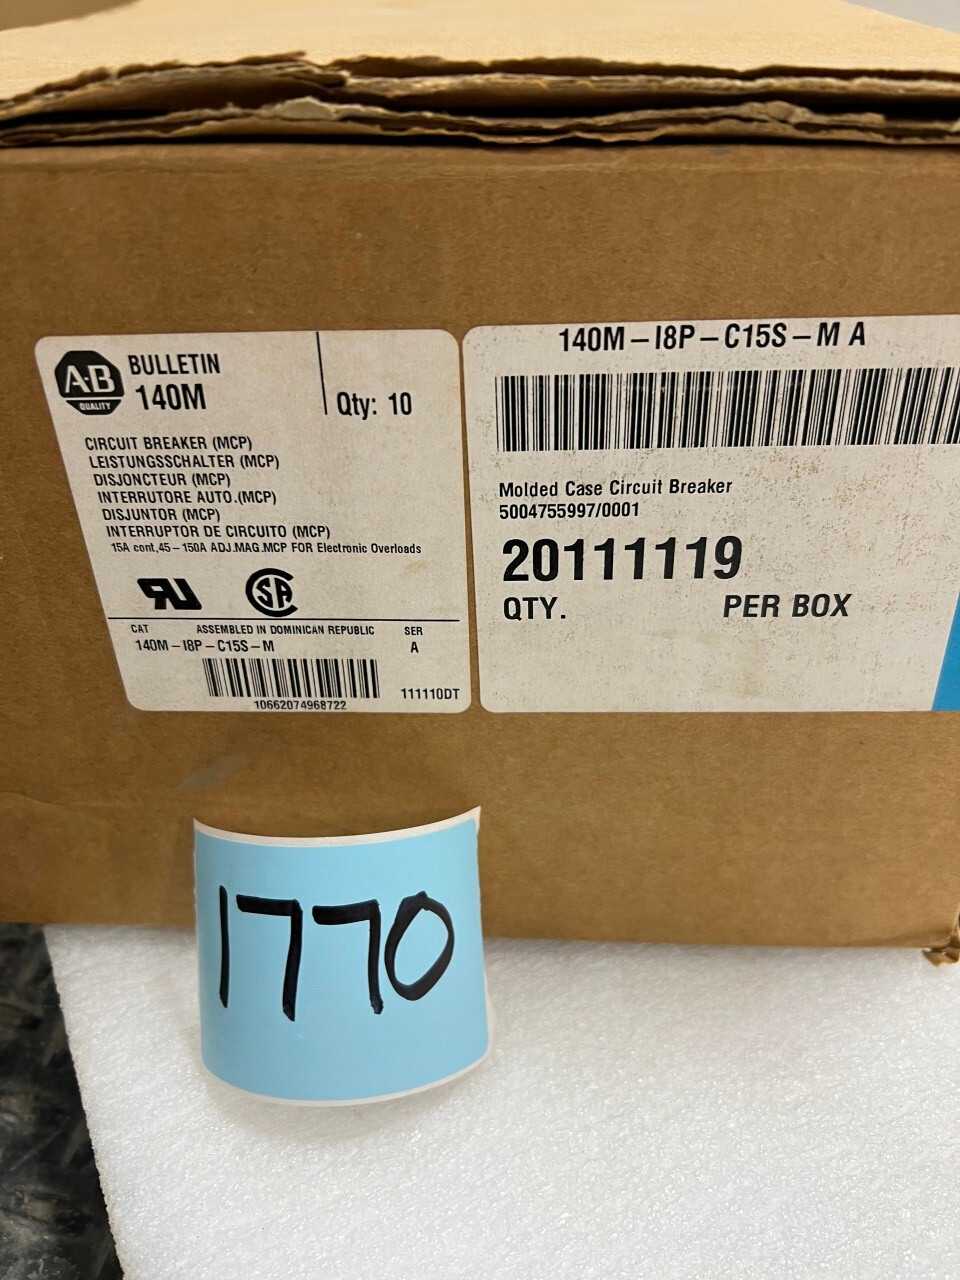 A-B
QUALITY
BULLETIN
140M
Qty: 10
CIRCUIT BREAKER (MCP)
LEISTUNGSSCHALTER (MCP)
DISJONCTEUR (MCP)
INTERRUTORE AUTO.(MCP)
DISJUNTOR (MCP)
INTERRUPTOR DE CIRCUITO (MCP)
15A cont,45-150A ADJ.MAG.MCP FOR Electronic Overloads
RU
SA
CAT ASSEMBLED IN DOMINICAN REPUBLIC SER
140M-I8P-C15S-M A
111110DT
10662074968722
140M-I8P-C15S-M A
Molded Case Circuit Breaker
5004755997/0001
20111119
QTY. PER BOX
1770